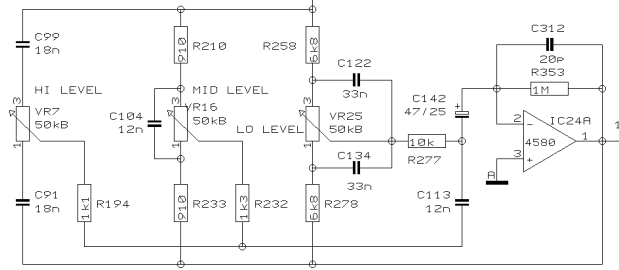 C99
18n
910
R210
R258
6k8
C122
33n
C142
47/25
+
C312
20p
R353
1M
HI LEVEL
3
VR7
50kB
1
C104
12n
MID LEVEL
3
VR16
50kB
1
LO LEVEL
3
VR25
50kB
1
10k
R277
2
-
3
+
IC24A
4580
1
A
C91
18n
1k1
R194
910
R233
1k3
R232
6k8
R278
C134
33n
C113
12n